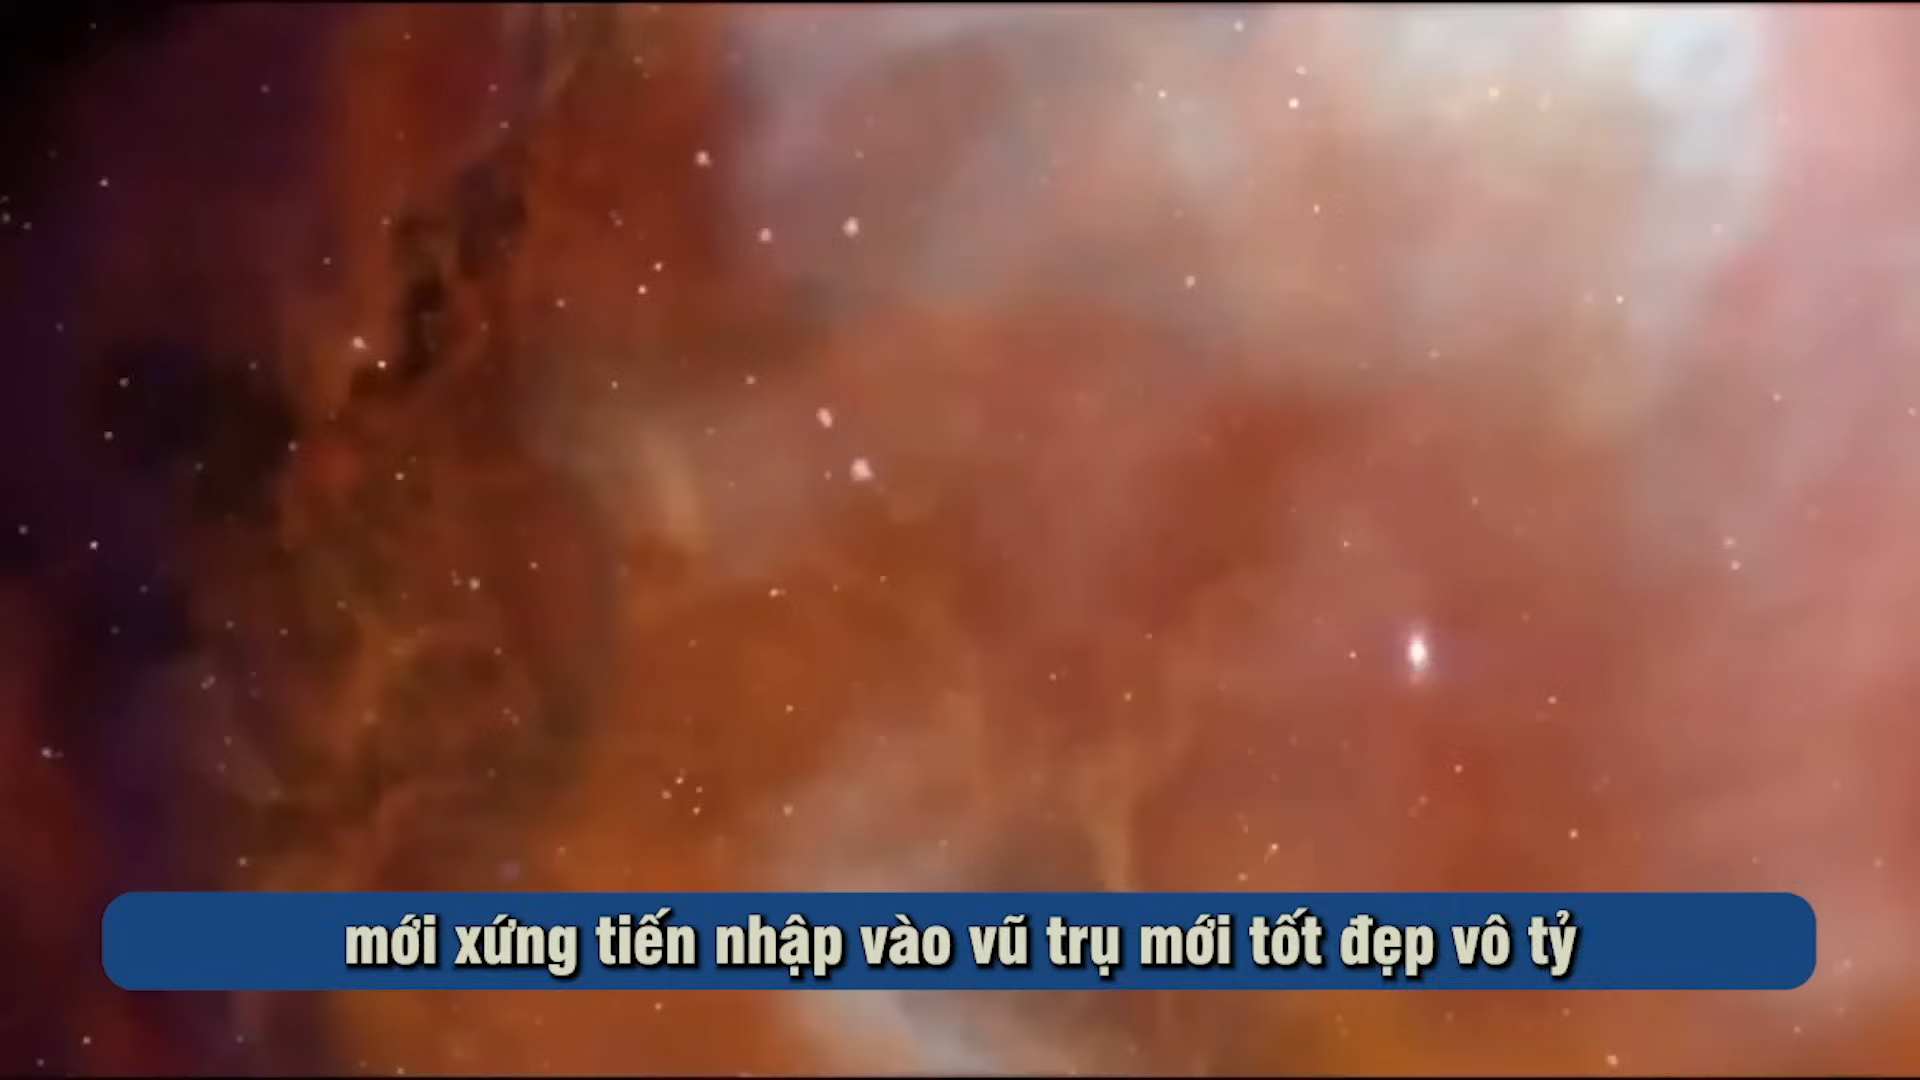 mới xứng tiến nhập vào vũ trụ mới tốt đẹp vô tỷ